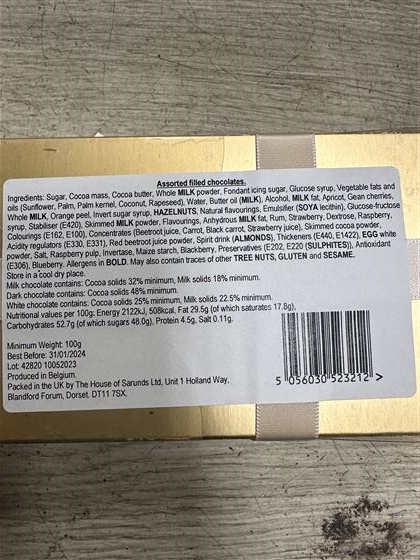 Assorted filled chocolates.
Ingredients: Sugar, Cocoa mass, Cocoa butter, Whole MILK powder, Fondant icing sugar, Glucose syrup, Vegetable fats and
oils (Sunflower, Palm, Palm kernel, Coconut, Rapeseed), Water, Butter oil (MILK), Alcohol, MILK fat, Apricot, Gean cherries,
Whole MILK, Orange peel, Invert sugar syrup, HAZELNUTS, Natural flavourings, Emulsifier (SOYA lecithin), Glucose-fructose
syrup, Stabiliser (E420), Skimmed MILK powder, Flavourings, Anhydrous MILK fat, Rum, Strawberry, Dextrose, Raspberry,
Colourings (E162, E100), Concentrates (Beetroot juice, Carrot, Black carrot, Strawberry juice), Skimmed cocoa powder,
Acidity regulators (E330, E331), Red beetroot juice powder, Spirit drink (ALMONDS), Thickeners (E440, E1422), EGG white
powder, Salt, Raspberry pulp, Invertase, Maize starch, Blackberry, Preservatives (E202, E220 (SULPHITES)), Antioxidant
(E306), Blueberry. Allergens in BOLD. May also contain traces of other TREE NUTS, GLUTEN and SESAME.
Store in a cool dry place.
Milk chocolate contains: Cocoa solids 32% minimum, Milk solids 18% minimum.
Dark chocolate contains: Cocoa solids 48% minimum.
White chocolate contains: Cocoa solids 25% minimum, Milk solids 22.5% minimum.
Nutritional values per 100g: Energy 2122kJ, 508kcal, Fat 29.5g (of which saturates 17.8g),
Carbohydrates 52.7g (of which sugars 48.0g), Protein 4.5g, Salt 0.11g.
Minimum Weight: 100g
Best Before: 31/01/2024
Lot: 42820 10052023
Produced in Belgium.
Packed in the UK by The House of Sarunds Ltd, Unit 1 Holland Way,
Blandford Forum, Dorset. DT11 7SX.
5 056030 523212 >